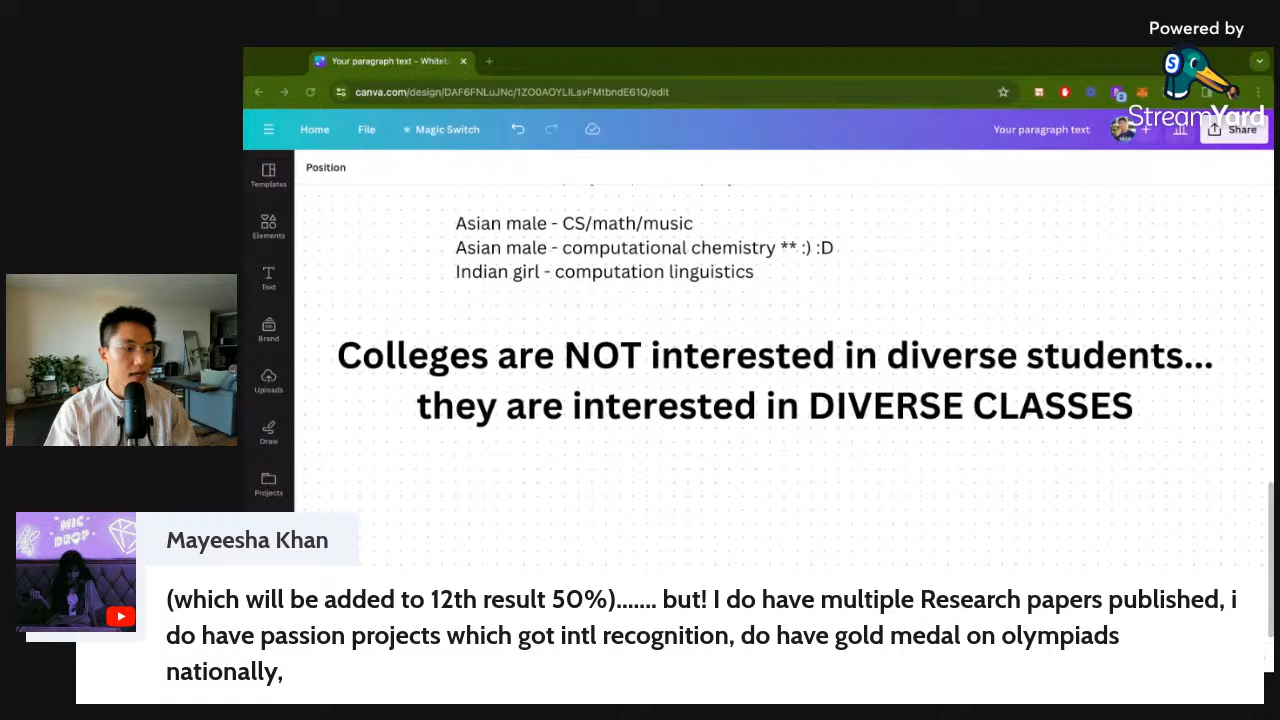 Powered by
StreamYard
Your paragraph text - Whiteb
canva.com/design/DAF6FNLuJNc/1ZO0AOYLILsvFMtbndE61Q/edit
Home
File
Magic Switch
Your paragraph text
Share
Templates
Elements
Text
Brand
Uploads
Draw
Projects
Position
Asian male - CS/math/music
Asian male - computational chemistry ** :) :D
Indian girl - computation linguistics
Colleges are NOT interested in diverse students...
they are interested in DIVERSE CLASSES
MIC
DROP
Mayeesha Khan
(which will be added to 12th result 50%)....... but! I do have multiple Research papers published, i
do have passion projects which got intl recognition, do have gold medal on olympiads
nationally,